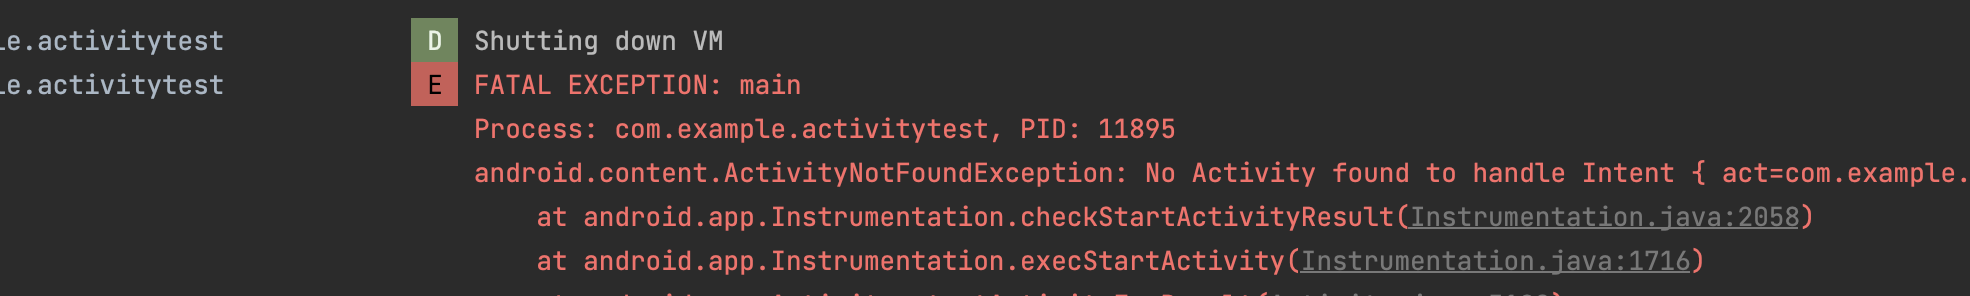 le.activitytest D Shutting down VM
le.activitytest E FATAL EXCEPTION: main
Process: com.example.activitytest, PID: 11895
android.content.ActivityNotFoundException: No Activity found to handle Intent { act=com.example.
at android.app.Instrumentation.checkStartActivityResult(Instrumentation.java:2058)
at android.app.Instrumentation.execStartActivity(Instrumentation.java:1716)